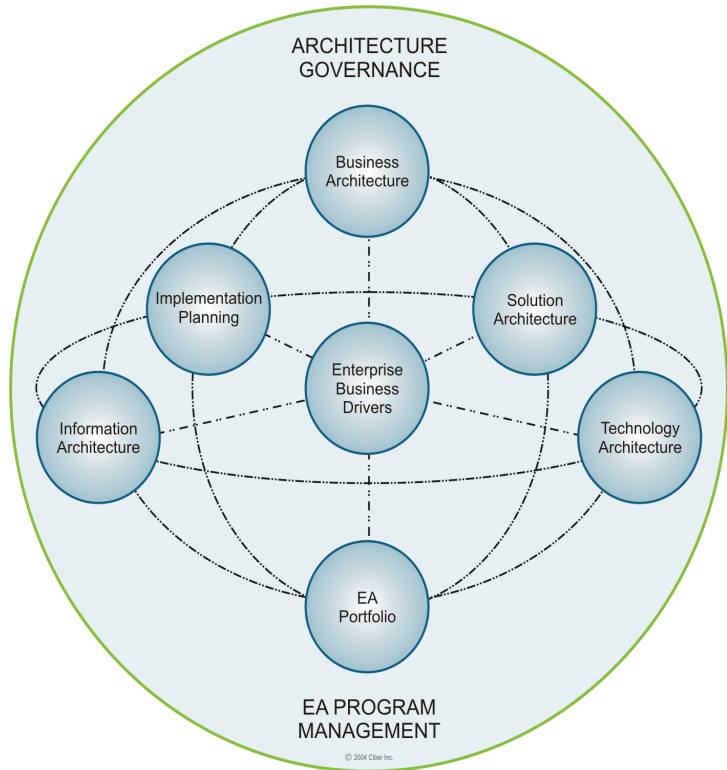 ARCHITECTURE
GOVERNANCE
Business
Architecture
Implementation
Planning
Solution
Architecture
Enterprise
Business
Drivers
Information
Architecture
Technology
Architecture
EA
Portfolio
EA PROGRAM
MANAGEMENT
© 2004 Ciber Inc.